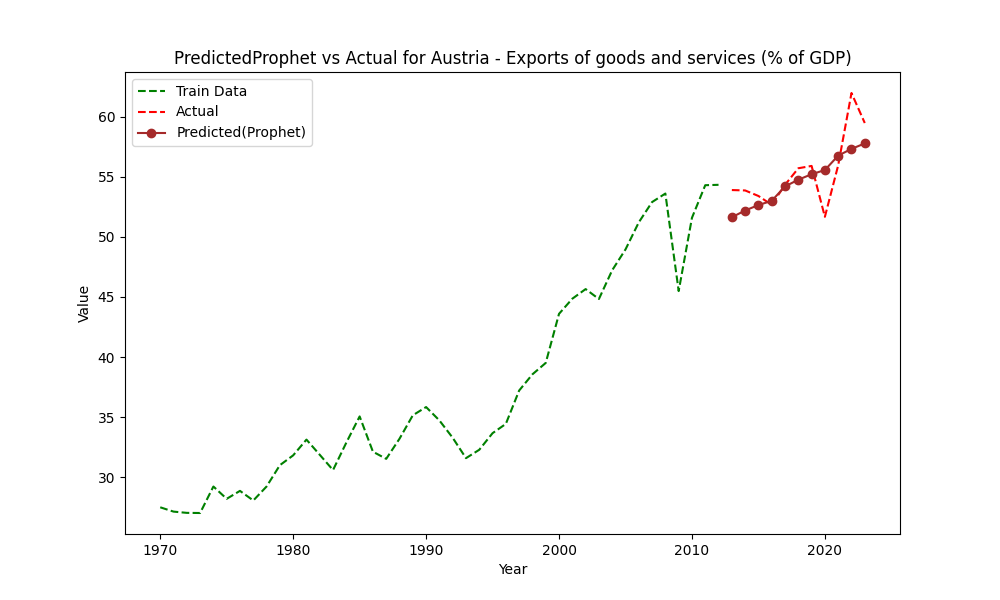 PredictedProphet vs Actual for Austria - Exports of goods and services (% of GDP)
Train Data
Actual
Predicted(Prophet)
60
55
50
45
40
35
30
Value
1970 1980 1990 2000 2010 2020
Year